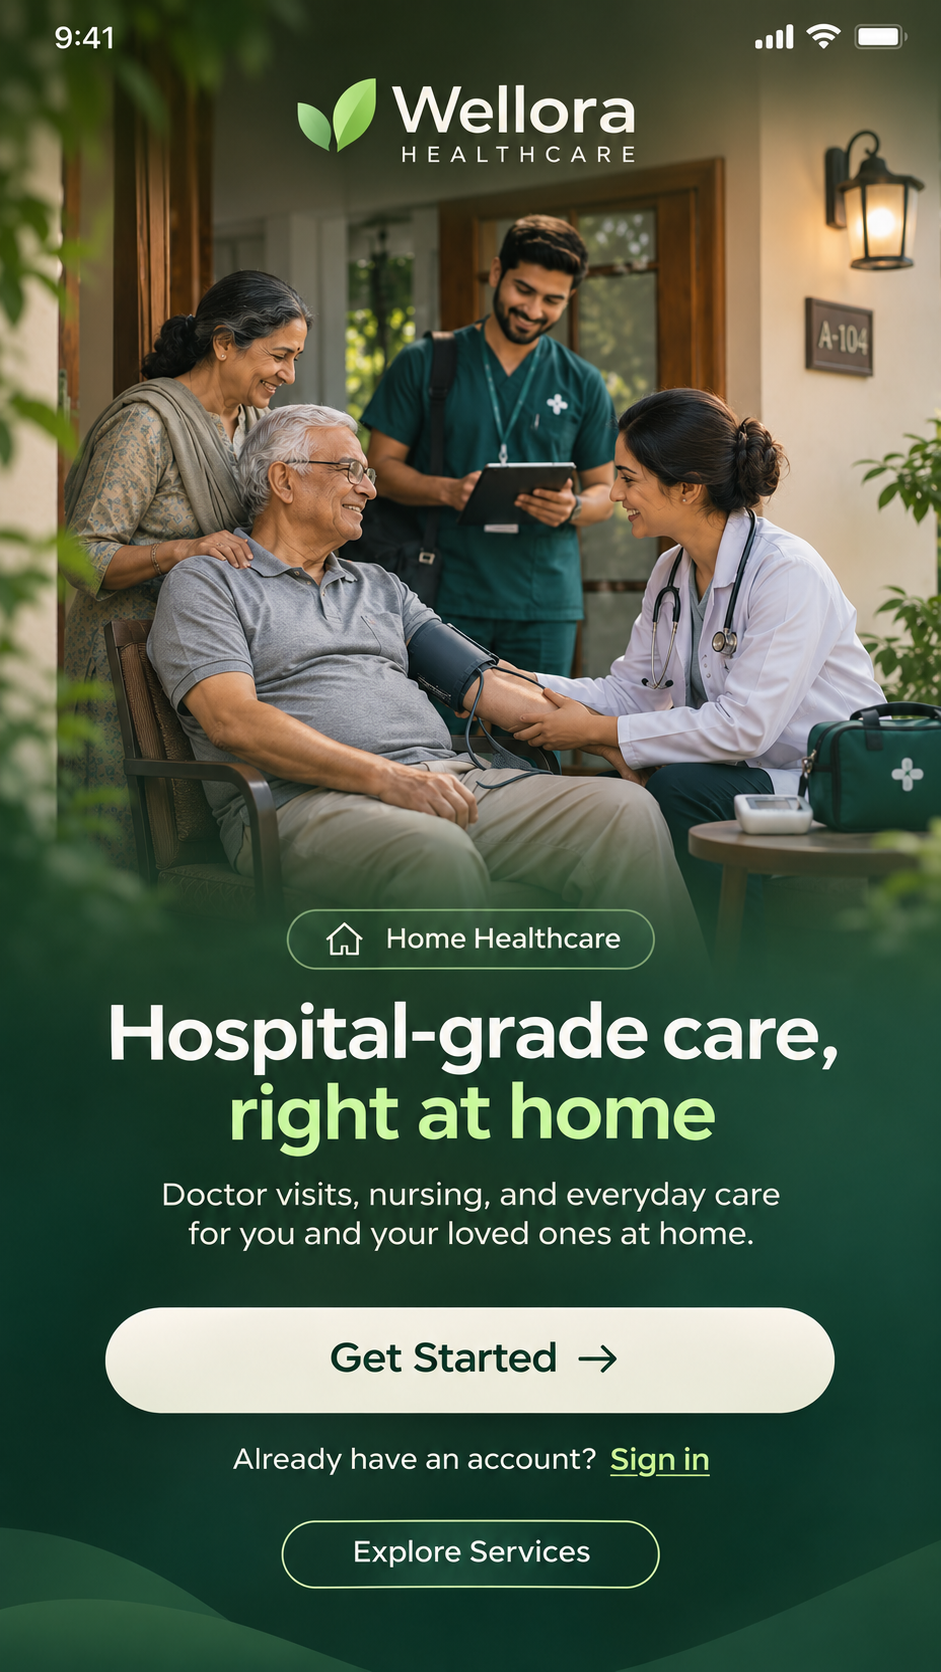 9:41
Wellora
HEALTHCARE
A-104
Home Healthcare
Hospital-grade care,
right at home
Doctor visits, nursing, and everyday care
for you and your loved ones at home.
Get Started →
Already have an account? Sign in
Explore Services